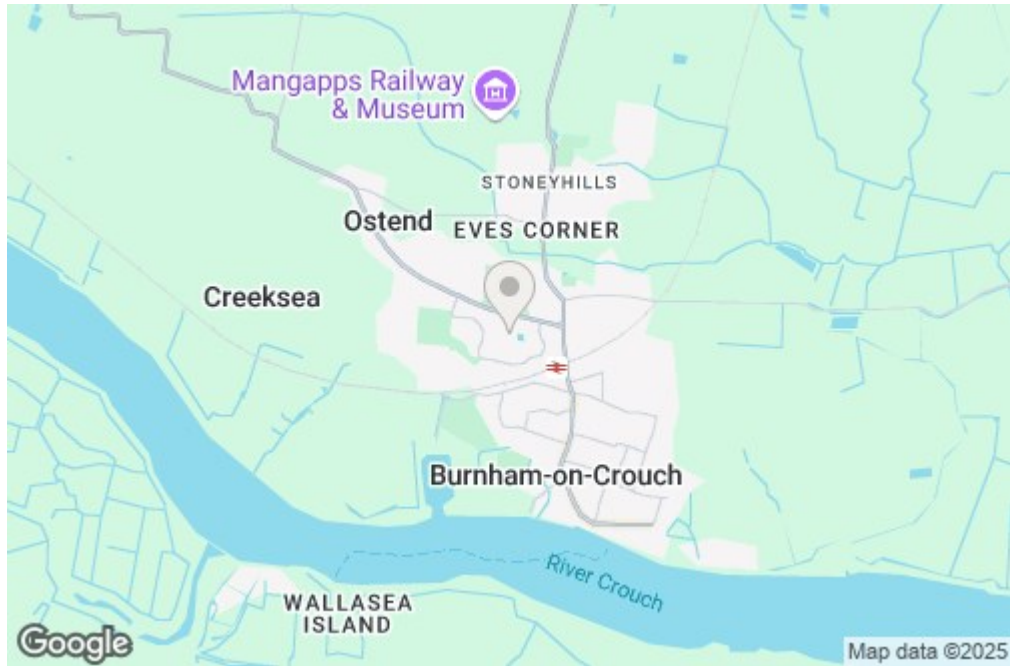 Mangapps Railway
& Museum
STONEYHILLS
Ostend
EVES CORNER
Creeksea
Burnham-on-Crouch
River Crouch
WALLASEA
ISLAND
Google
Map data ©2025